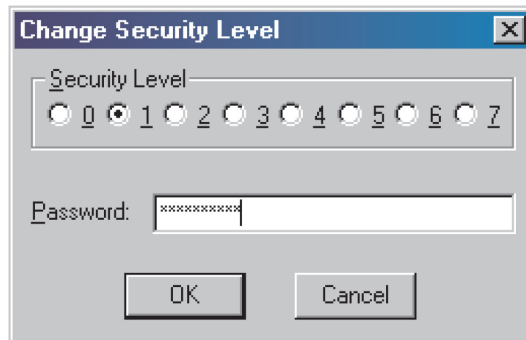 Change Security Level
Security Level
0 1 2 3 4 5 6 7
Password: **********
OK Cancel